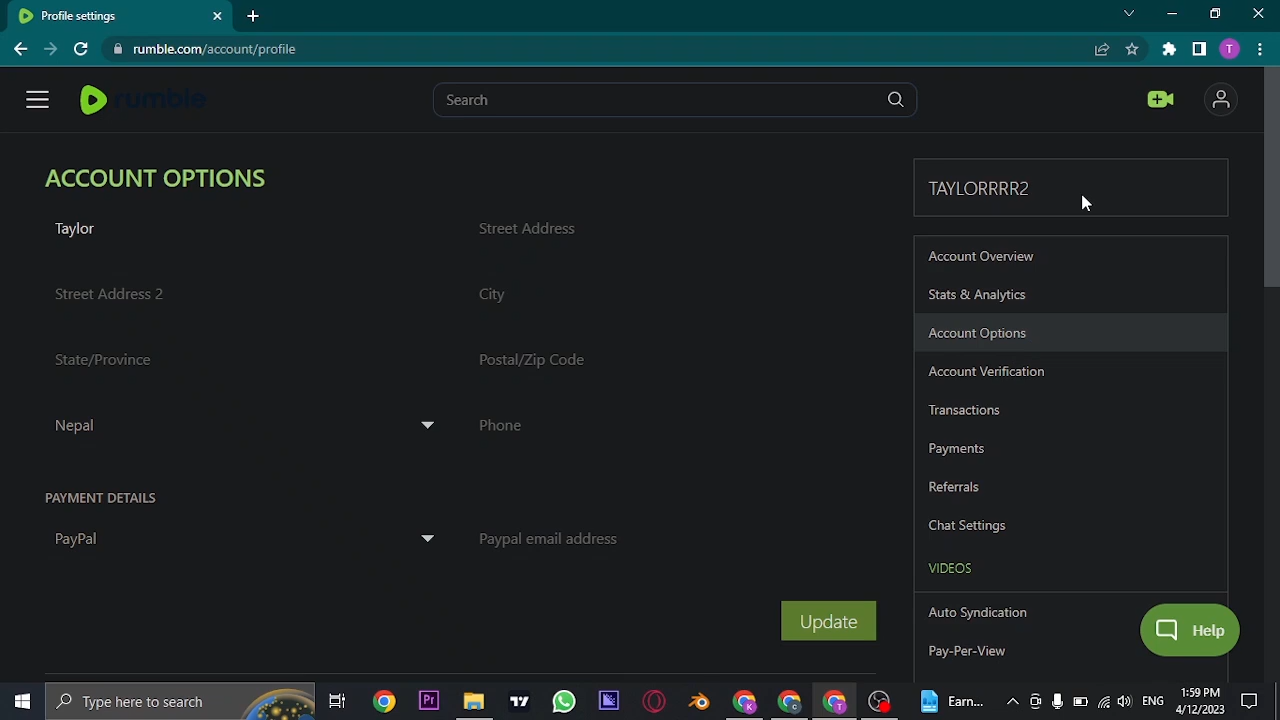 Profile settings
rumble.com/account/profile
T
rumble
Search
ACCOUNT OPTIONS
TAYLORRRR2
Taylor
Street Address
Street Address 2
City
State/Province
Postal/Zip Code
Nepal
Phone
PAYMENT DETAILS
PayPal
Paypal email address
Update
Account Overview
Stats & Analytics
Account Options
Account Verification
Transactions
Payments
Referrals
Chat Settings
VIDEOS
Auto Syndication
Pay-Per-View
Help
Type here to search
Pr
K
C
T
Earn...
ENG
1:59 PM
4/12/2023